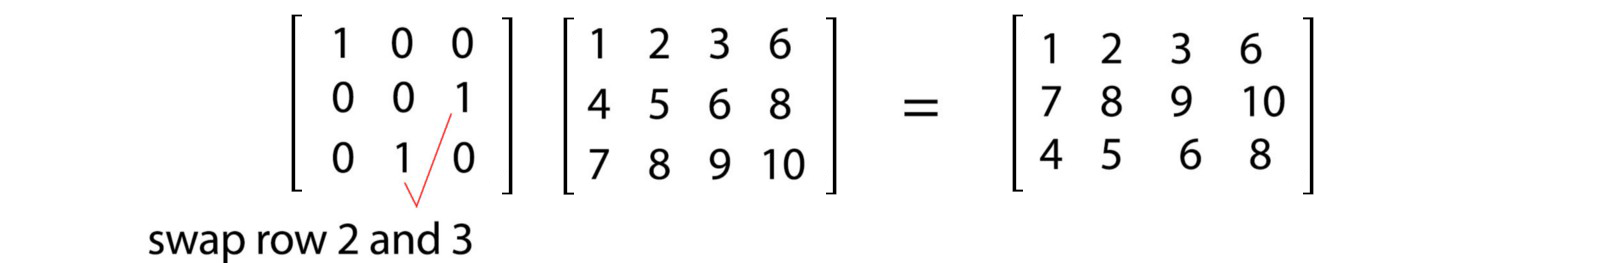 1 0 0 1 2 3 6 1 2 3 6
0 0 1 4 5 6 8 = 7 8 9 10
0 1 0 7 8 9 10 4 5 6 8
swap row 2 and 3